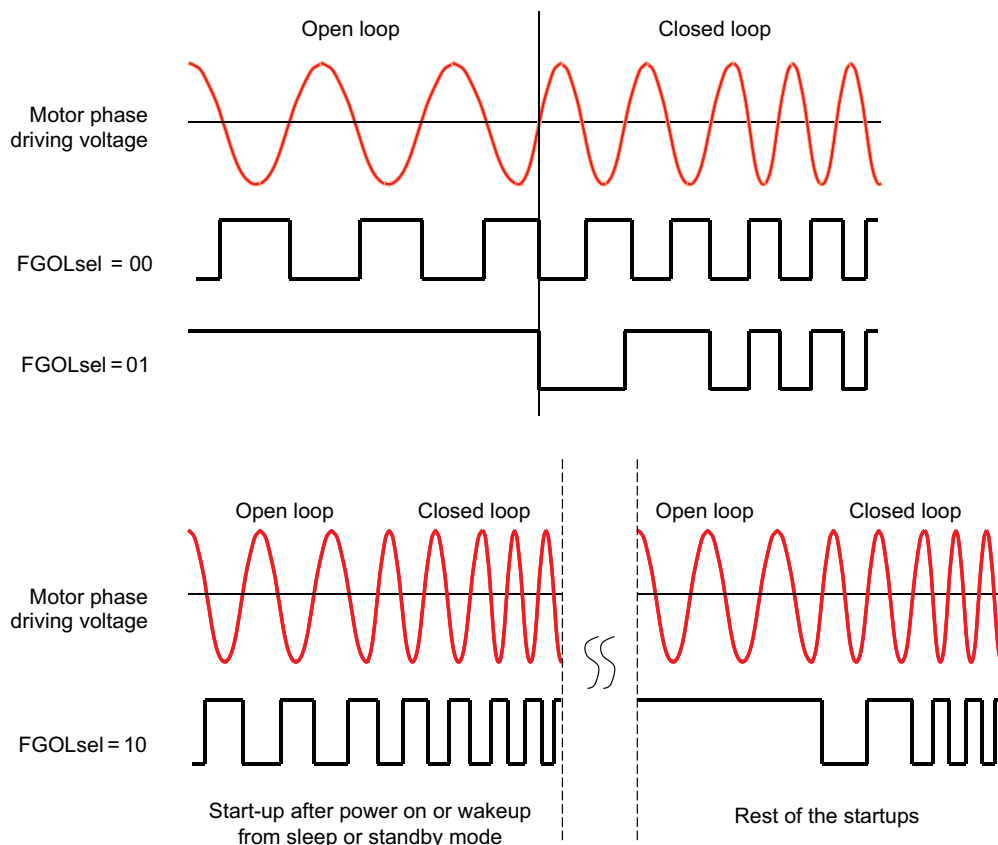 Open loop
Closed loop
Motor phase
driving voltage
FGOLsel = 00
FGOLsel = 01
Open loop
Closed loop
Open loop
Closed loop
Motor phase
driving voltage
FGOLsel = 10
Start-up after power on or wakeup
from sleep or standby mode
Rest of the startups